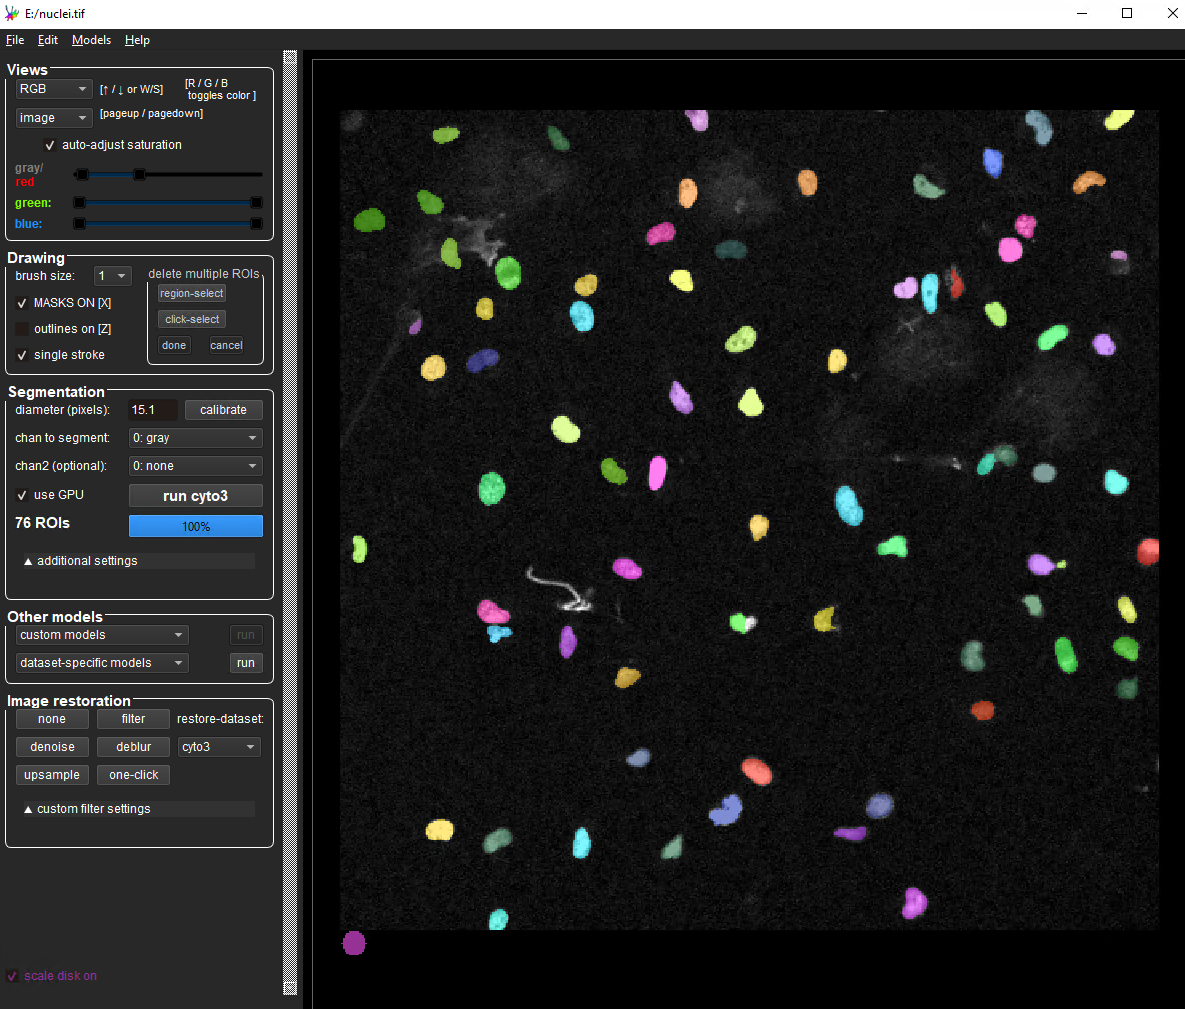 E:/nuclei.tif
File Edit Models Help
Views
RGB [↑ / ↓ or W/S] [R / G / B
toggles color ]
image [pageup / pagedown]
auto-adjust saturation
gray/
red
green:
blue:
Drawing
brush size: 1 delete multiple ROIs
MASKS ON [X] region-select
outlines on [Z] click-select
single stroke done cancel
Segmentation
diameter (pixels): 15.1 calibrate
chan to segment: 0: gray
chan2 (optional): 0: none
use GPU run cyto3
76 ROIs 100%
▲ additional settings
Other models
custom models run
dataset-specific models run
Image restoration
none filter restore-dataset:
denoise deblur cyto3
upsample one-click
▲ custom filter settings
scale disk on